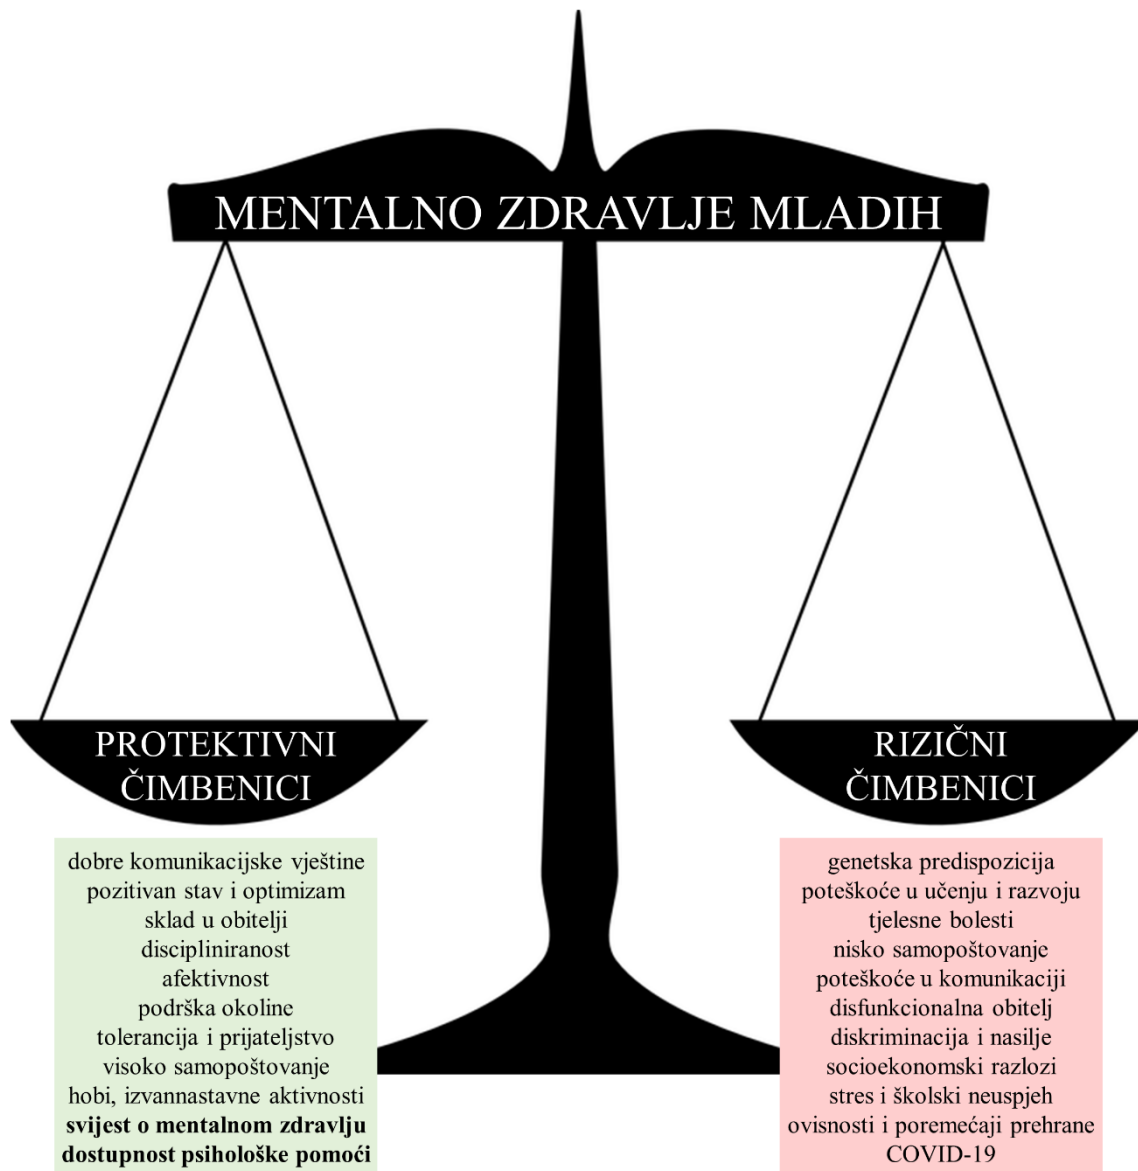 MENTALNO ZDRAVLJE MLADIH
PROTEKTIVNI
ČIMBENICI
dobre komunikacijske vještine
pozitivan stav i optimizam
sklad u obitelji
discipliniranost
afektivnost
podrška okoline
tolerancija i prijateljstvo
visoko samopoštovanje
hobi, izvannastavne aktivnosti
svijest o mentalnom zdravlju
dostupnost psihološke pomoći
RIZIČNI
ČIMBENICI
genetska predispozicija
poteškoće u učenju i razvoju
tjelesne bolesti
nisko samopoštovanje
poteškoće u komunikaciji
disfunkcionalna obitelj
diskriminacija i nasilje
socioekonomski razlozi
stres i školski neuspjeh
ovisnosti i poremećaji prehrane
COVID-19